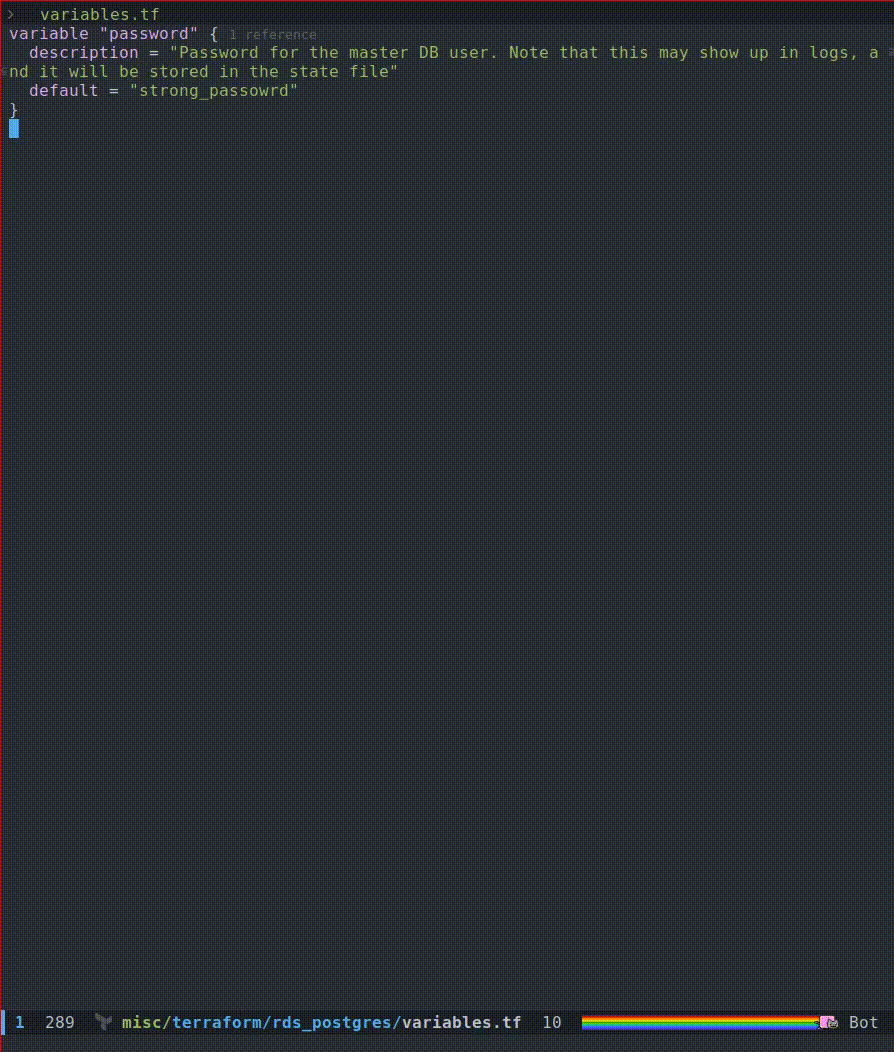 › variables.tf
variable "password" { 1 reference
description = "Password for the master DB user. Note that this may show up in logs, a
nd it will be stored in the state file"
default = "strong_passowrd"
}
1 289 misc/terraform/rds_postgres/variables.tf 10 Bot